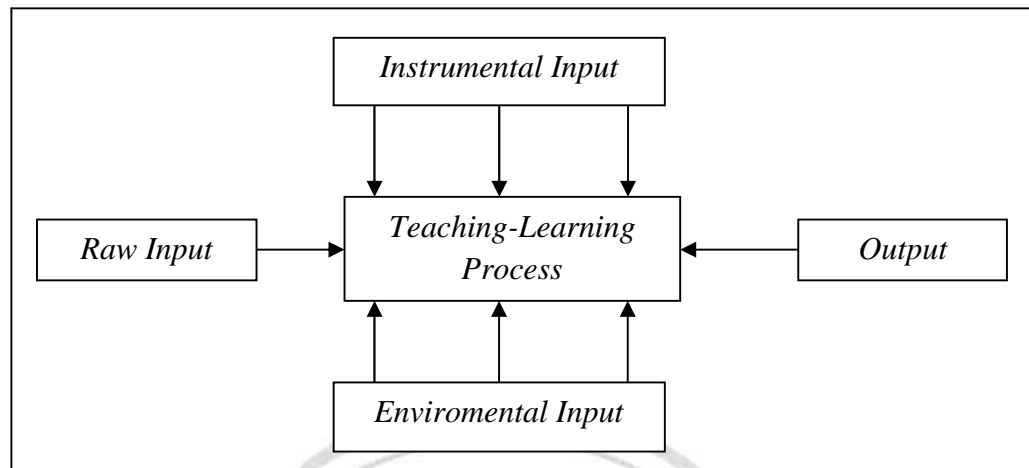 Instrumental Input
Raw Input
Teaching-Learning
Process
Output
Enviromental Input